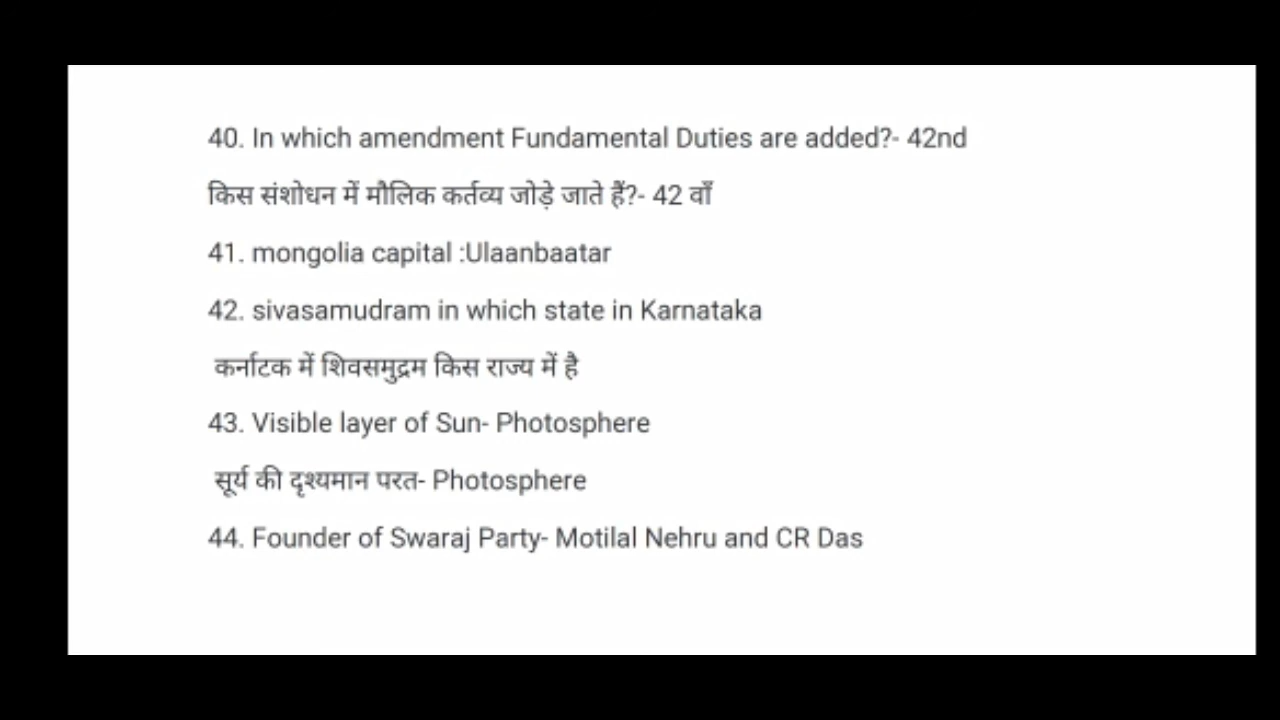 40. In which amendment Fundamental Duties are added?- 42nd
किस संशोधन में मौलिक कर्तव्य जोड़े जाते हैं?- 42 वाँ
41. mongolia capital :Ulaanbaatar
42. sivasamudram in which state in Karnataka
कर्नाटक में शिवसमुद्रम किस राज्य में है
43. Visible layer of Sun- Photosphere
सूर्य की दृश्यमान परत- Photosphere
44. Founder of Swaraj Party- Motilal Nehru and CR Das